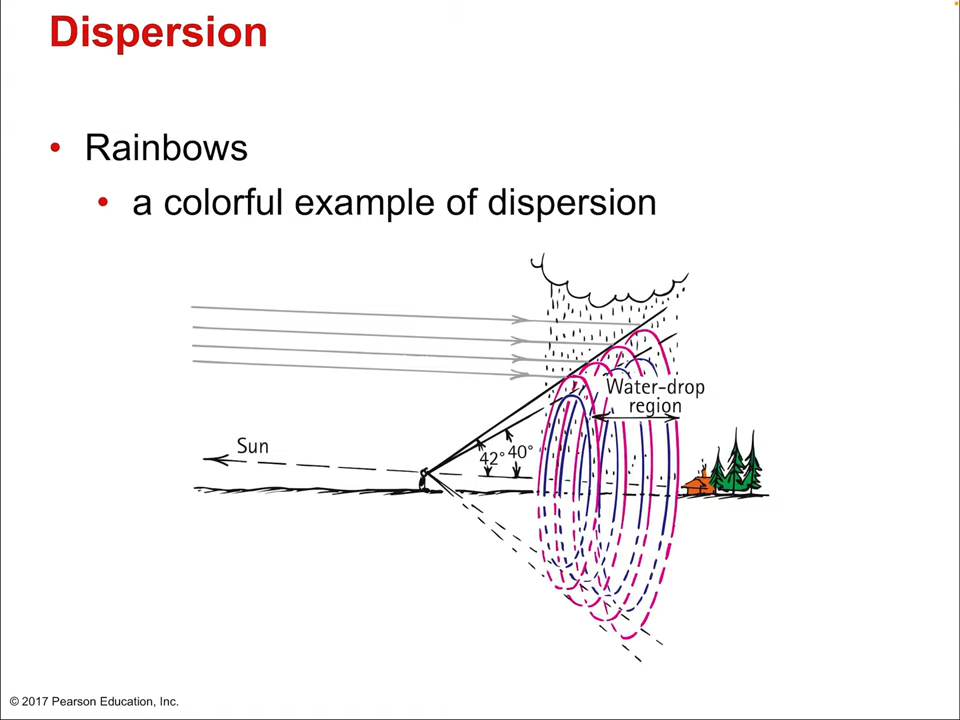 Dispersion
• Rainbows
• a colorful example of dispersion
Water-drop
region
Sun
42° 40°
© 2017 Pearson Education, Inc.